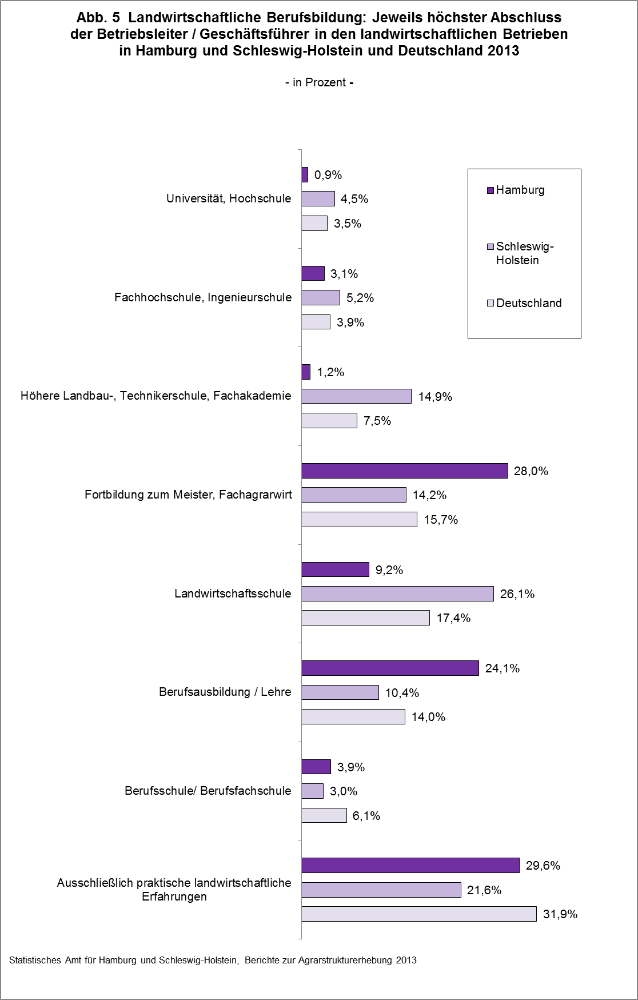 Abb. 5  Landwirtschaftliche Berufsbildung: Jeweils höchster Abschluss
der Betriebsleiter / Geschäftsführer in den landwirtschaftlichen Betrieben
in Hamburg und Schleswig-Holstein und Deutschland 2013
- in Prozent -
Hamburg
Schleswig-
Holstein
Deutschland
Universität, Hochschule
0,9%
4,5%
3,5%
Fachhochschule, Ingenieurschule
3,1%
5,2%
3,9%
Höhere Landbau-, Technikerschule, Fachakademie
1,2%
14,9%
7,5%
Fortbildung zum Meister, Fachagrarwirt
28,0%
14,2%
15,7%
Landwirtschaftsschule
9,2%
26,1%
17,4%
Berufsausbildung / Lehre
24,1%
10,4%
14,0%
Berufsschule/ Berufsfachschule
3,9%
3,0%
6,1%
Ausschließlich praktische landwirtschaftliche
Erfahrungen
29,6%
21,6%
31,9%
Statistisches Amt für Hamburg und Schleswig-Holstein,  Berichte zur Agrarstrukturerhebung 2013